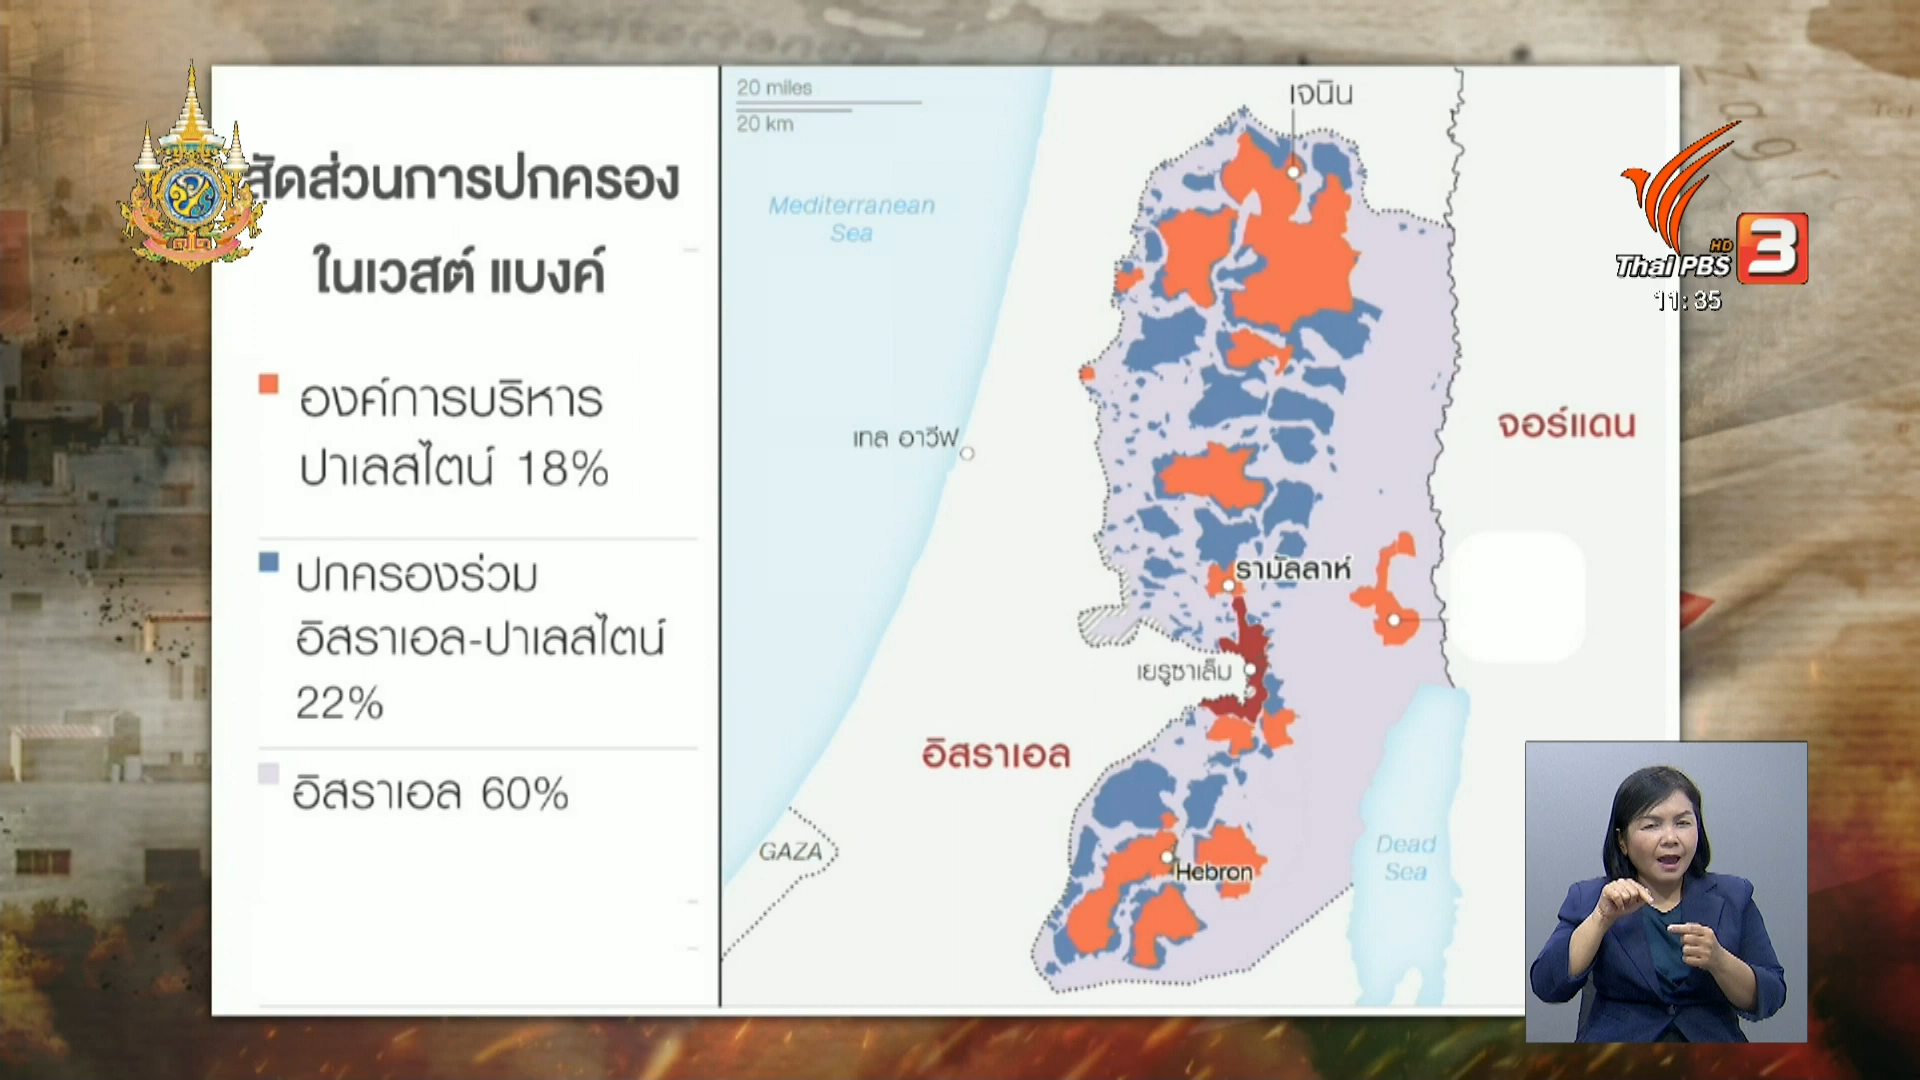 สัดส่วนการปกครอง
ในเวสต์ แบงค์
องค์การบริหาร
ปาเลสไตน์ 18%
ปกครองร่วม
อิสราเอล-ปาเลสไตน์
22%
อิสราเอล 60%
20 miles
20 km
Mediterranean
Sea
เจนิน
เทล อาวีฟ
จอร์แดน
รามัลลาห์
เยรูซาเล็ม
อิสราเอล
GAZA
Hebron
Dead
Sea
HD
Thai PBS
3
11:35